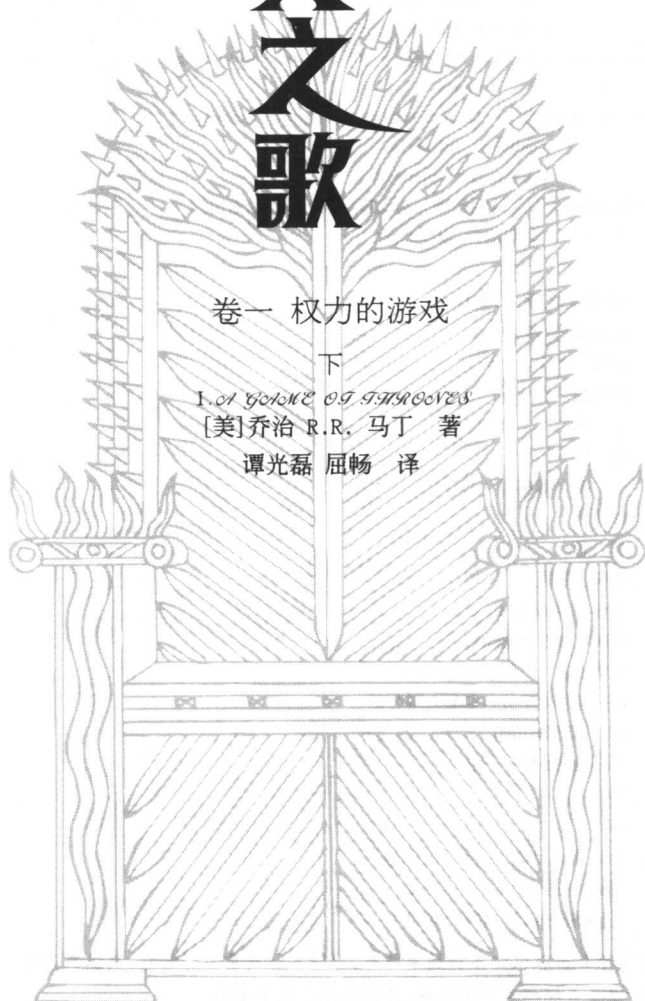 之
歌
卷一 权力的游戏
下
I.A GAME OF THRONES
[美]乔治 R.R. 马丁 著
谭光磊 屈畅 译